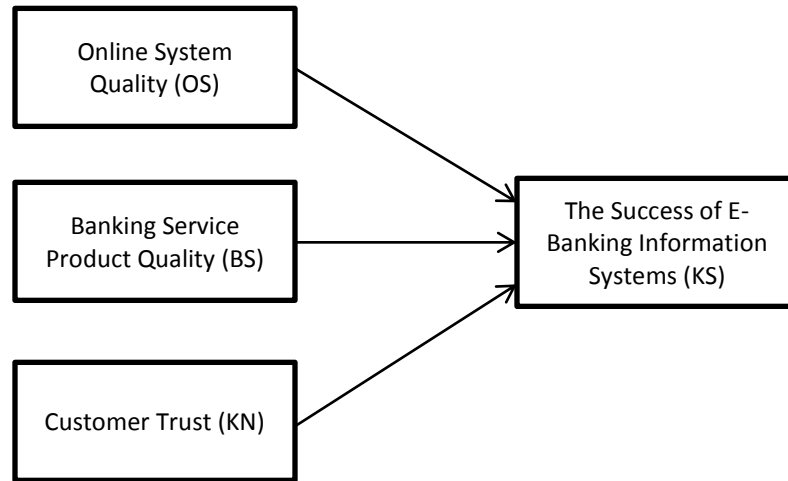 Online System
Quality (OS)
Banking Service
Product Quality (BS)
Customer Trust (KN)
The Success of E-
Banking Information
Systems (KS)